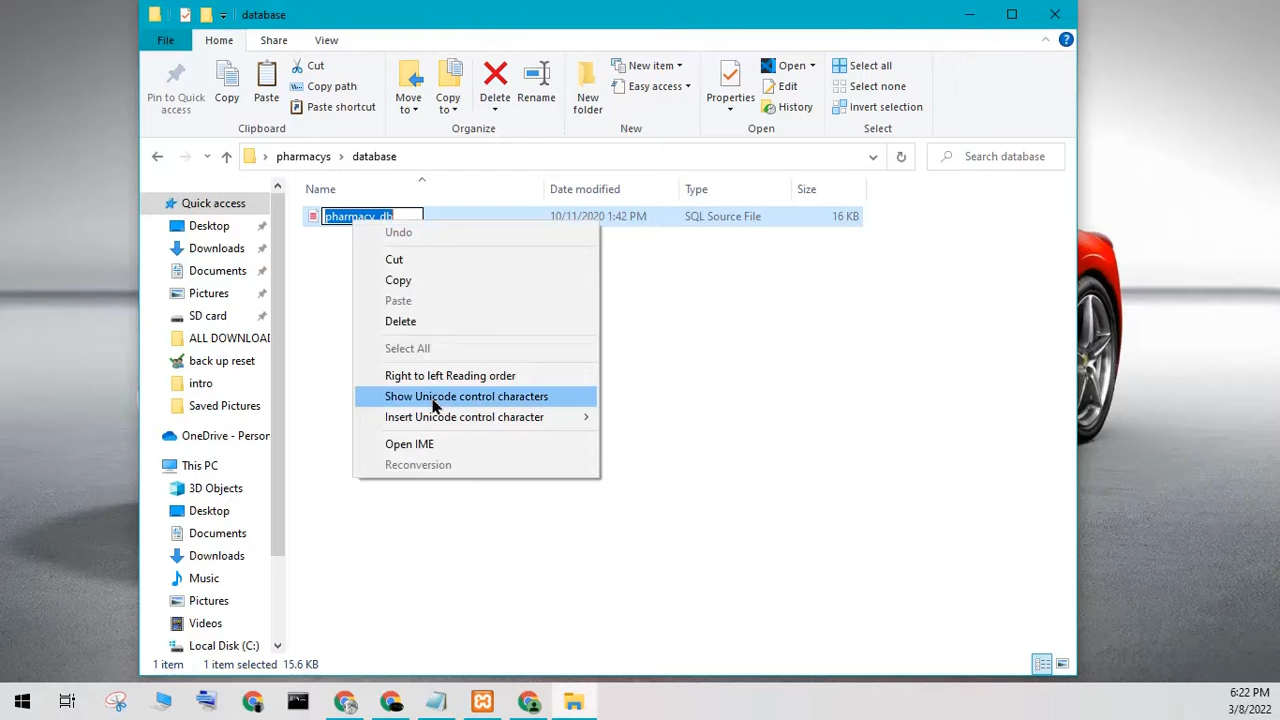 database
File Home Share View
Pin to Quick access
Copy
Paste
Cut
Copy path
Paste shortcut
Clipboard
Move to
Copy to
Delete
Rename
Organize
New folder
New item
Easy access
New
Properties
Open
Edit
History
Open
Select all
Select none
Invert selection
Select
pharmacys database
Search database
Name Date modified Type Size
pharmacy_db 10/11/2020 1:42 PM SQL Source File 16 KB
Quick access
Desktop
Downloads
Documents
Pictures
SD card
ALL DOWNLOAD
back up reset
intro
Saved Pictures
OneDrive - Person
This PC
3D Objects
Desktop
Documents
Downloads
Music
Pictures
Videos
Local Disk (C:)
Undo
Cut
Copy
Paste
Delete
Select All
Right to left Reading order
Show Unicode control characters
Insert Unicode control character
Open IME
Reconversion
1 item 1 item selected 15.6 KB
6:22 PM
3/8/2022